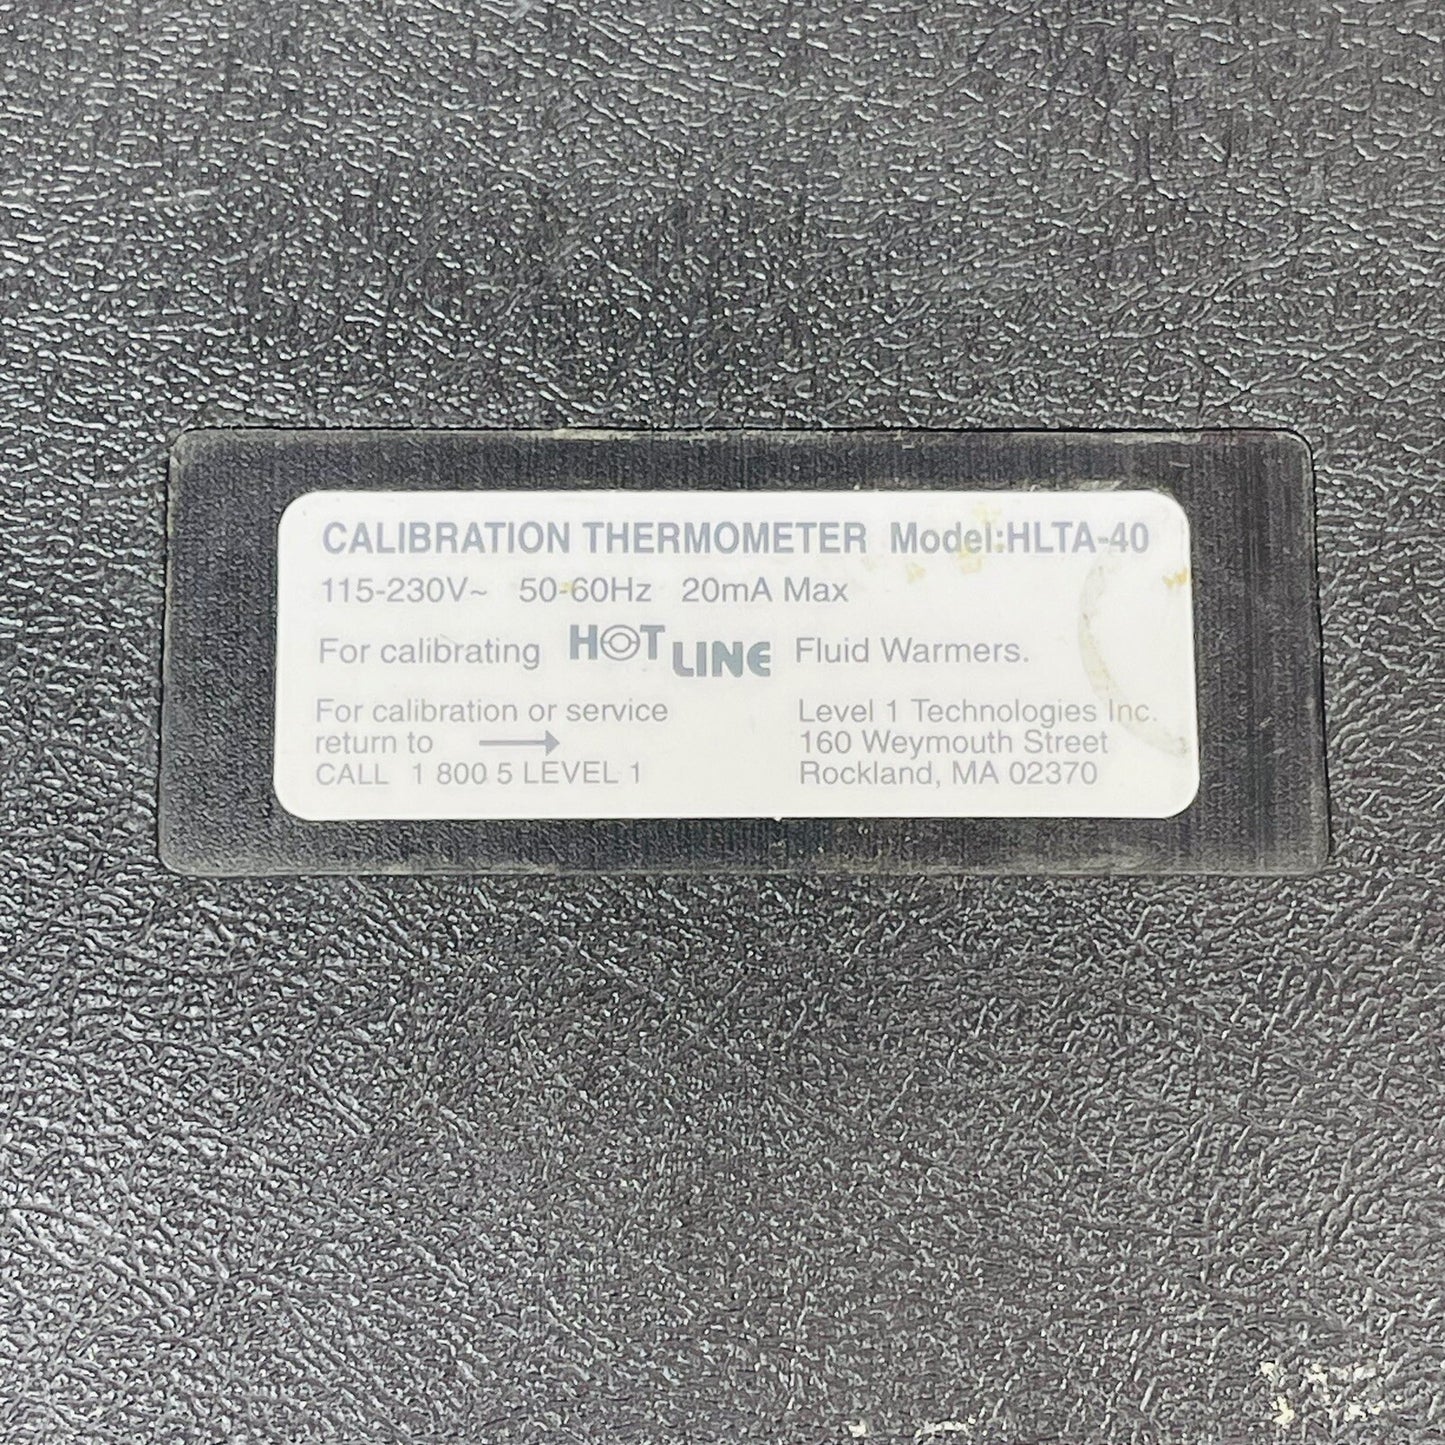 CALIBRATION THERMOMETER Model:HLTA-40
115-230V~ 50-60Hz 20mA Max
For calibrating HOT LINE Fluid Warmers.
For calibration or service
return to →
CALL 1 800 5 LEVEL 1
Level 1 Technologies Inc.
160 Weymouth Street
Rockland, MA 02370